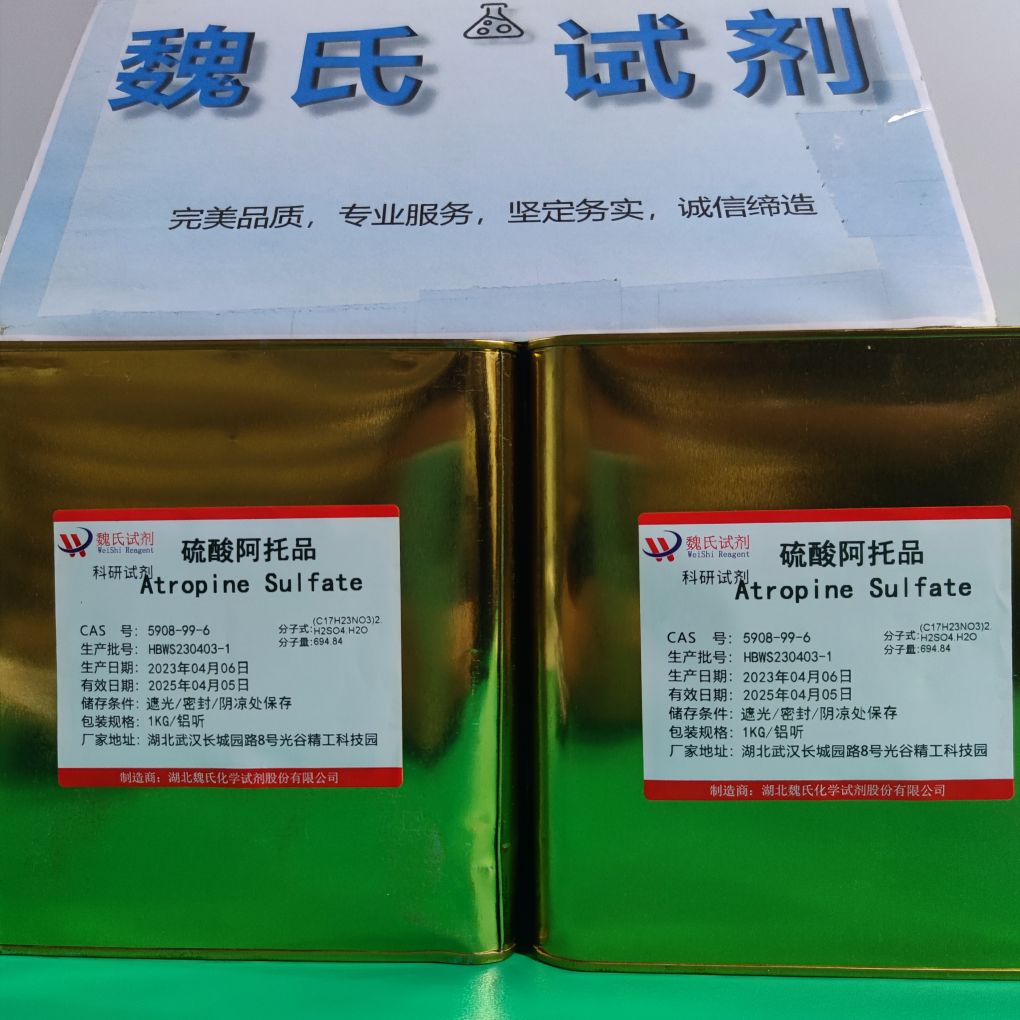 魏氏试剂
完美品质，专业服务，坚定务实，诚信缔造
魏氏试剂
WeiShi Reagent
硫酸阿托品
科研试剂
Atropine Sulfate
CAS 号：5908-99-6
分子式：(C17H23NO3)2.
H2SO4.H2O
分子量：694.84
生产批号：HBWS230403-1
生产日期：2023年04月06日
有效日期：2025年04月05日
储存条件：遮光/密封/阴凉处保存
包装规格：1KG/铝听
厂家地址：湖北武汉长城园路8号光谷精工科技园
制造商：湖北魏氏化学试剂股份有限公司
魏氏试剂
WeiShi Reagent
硫酸阿托品
科研试剂
Atropine Sulfate
CAS 号：5908-99-6
分子式：(C17H23NO3)2.
H2SO4.H2O
分子量：694.84
生产批号：HBWS230403-1
生产日期：2023年04月06日
有效日期：2025年04月05日
储存条件：遮光/密封/阴凉处保存
包装规格：1KG/铝听
厂家地址：湖北武汉长城园路8号光谷精工科技园
制造商：湖北魏氏化学试剂股份有限公司